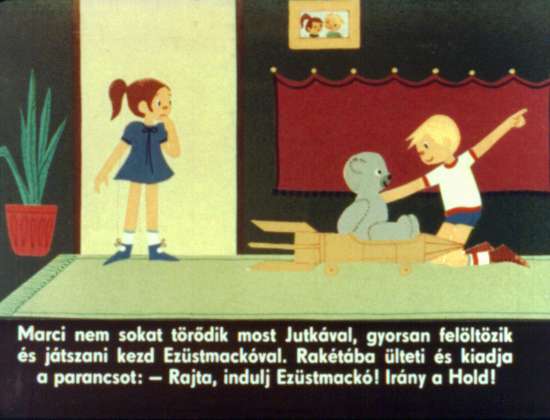 Marci nem sokat törődik most Jutkával, gyorsan felöltözik
és játszani kezd Ezüstmackóval. Rakétába ülteti és kiadja
a parancsot: – Rajta, indulj Ezüstmackó! Irány a Hold!